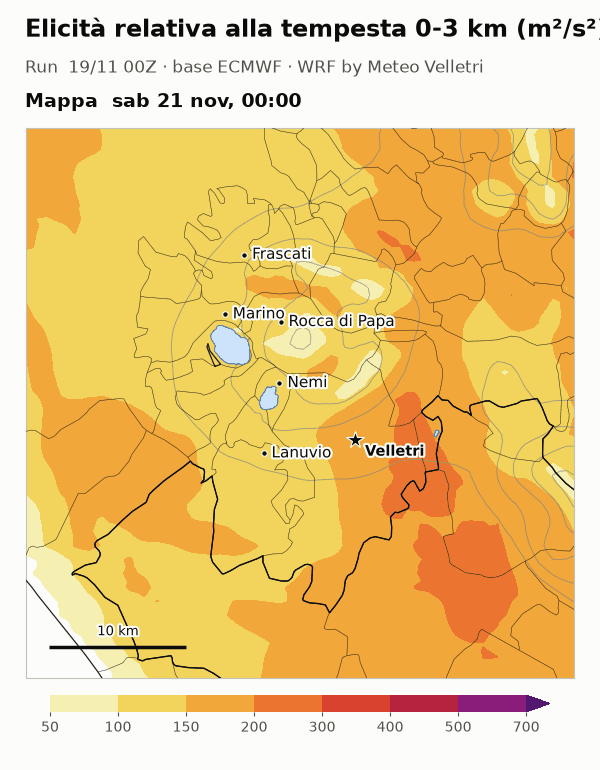 Elicità relativa alla tempesta 0-3 km (m²/s²)
Run 19/11 00Z · base ECMWF · WRF by Meteo Velletri
Mappa sab 21 nov, 00:00
Frascati
Marino
Rocca di Papa
Nemi
Velletri
Lanuvio
10 km
50 100 150 200 300 400 500 700